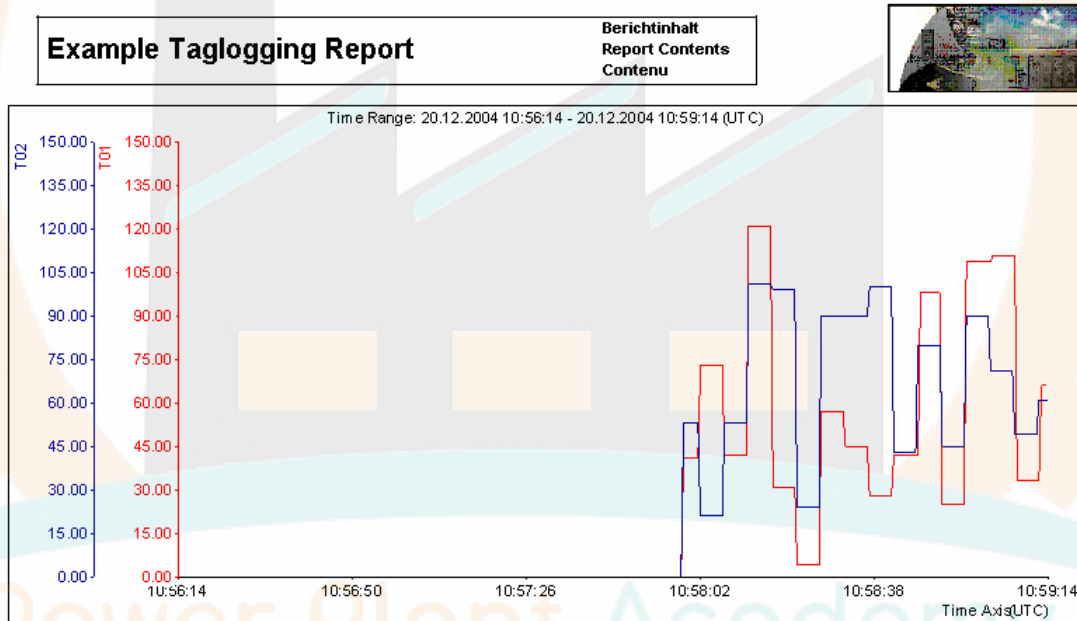 Example Taglogging Report
Berichtinhalt
Report Contents
Contenu
Time Range: 20.12.2004 10:56:14 - 20.12.2004 10:59:14 (UTC)
T02
150.00
135.00
120.00
105.00
90.00
75.00
60.00
45.00
30.00
15.00
0.00
T01
150.00
135.00
120.00
105.00
90.00
75.00
60.00
45.00
30.00
15.00
0.00
10:56:14 10:56:50 10:57:26 10:58:02 10:58:38 10:59:14
Time Axis(UTC)
Power Plant Academy